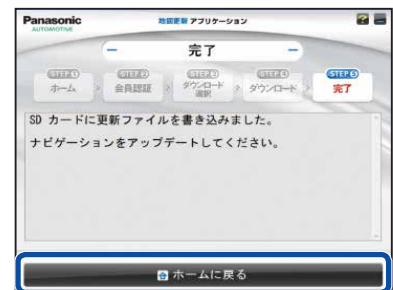 Panasonic
AUTOMOTIVE
地図更新 アプリケーション
完了
STEP① STEP② STEP③ STEP④ STEP⑤
ホーム 会員認証 ダウンロード選択 ダウンロード 完了
SD カードに更新ファイルを書き込みました。
ナビゲーションをアップデートしてください。
ホームに戻る